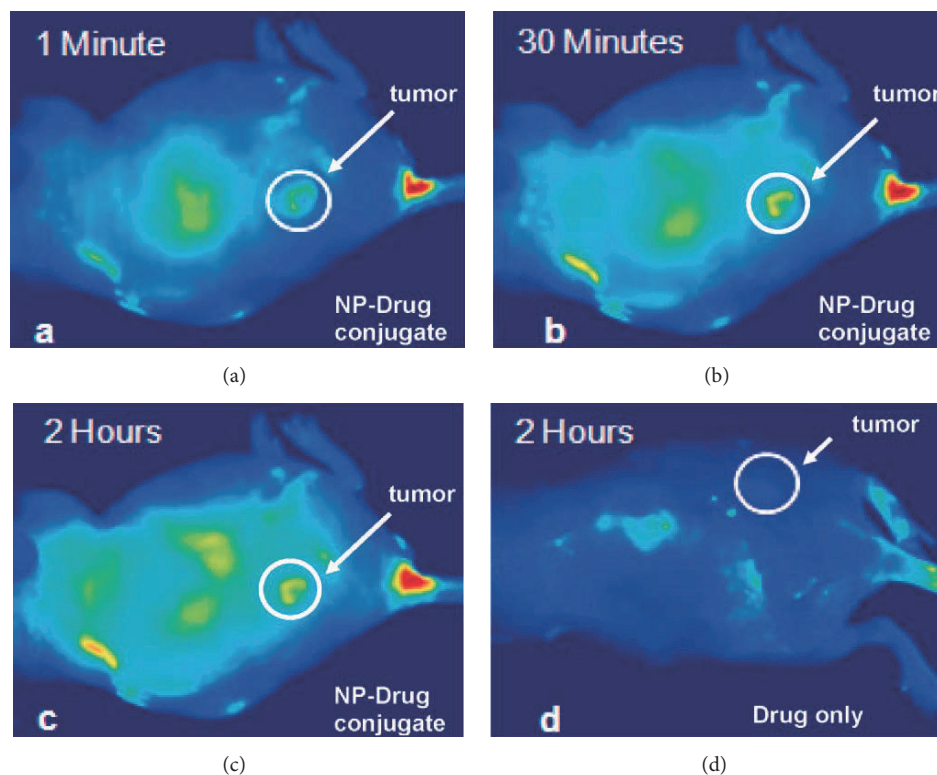 1 Minute
tumor
NP-Drug
conjugate
a
(a)
30 Minutes
tumor
NP-Drug
conjugate
b
(b)
2 Hours
tumor
NP-Drug
conjugate
c
(c)
2 Hours
tumor
Drug only
d
(d)